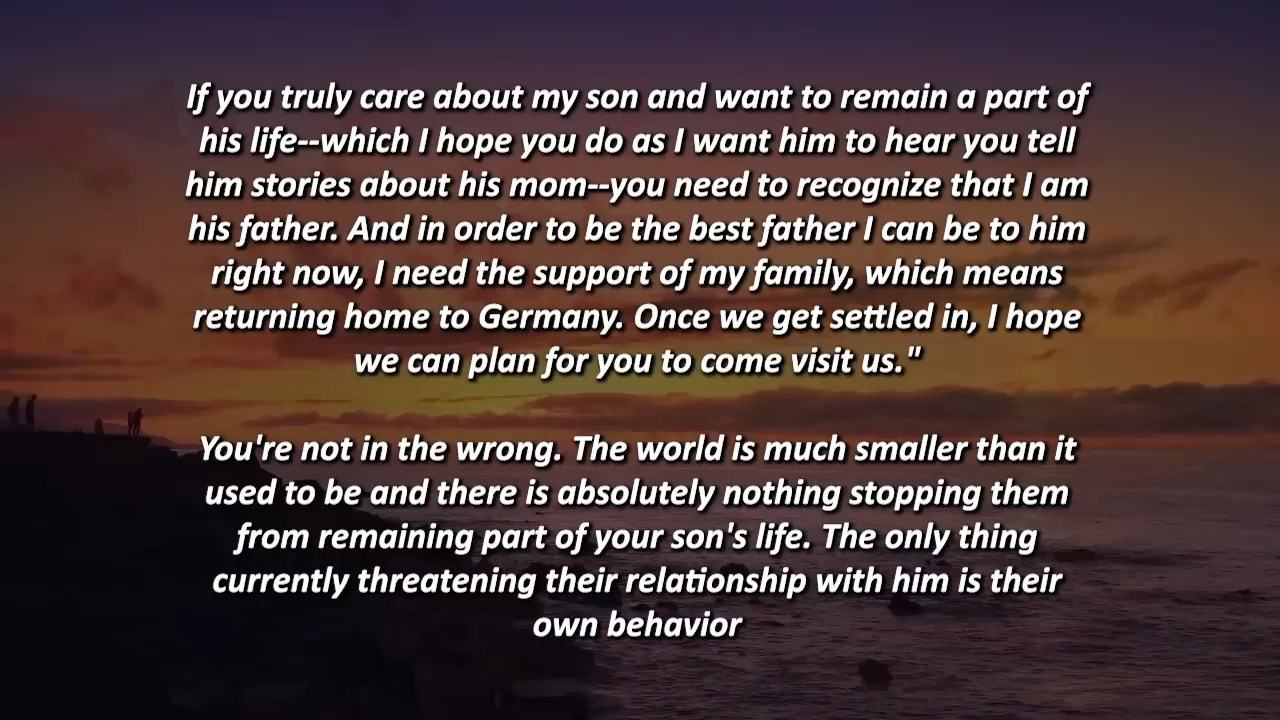 If you truly care about my son and want to remain a part of
his life--which I hope you do as I want him to hear you tell
him stories about his mom--you need to recognize that I am
his father. And in order to be the best father I can be to him
right now, I need the support of my family, which means
returning home to Germany. Once we get settled in, I hope
we can plan for you to come visit us."
You're not in the wrong. The world is much smaller than it
used to be and there is absolutely nothing stopping them
from remaining part of your son's life. The only thing
currently threatening their relationship with him is their
own behavior